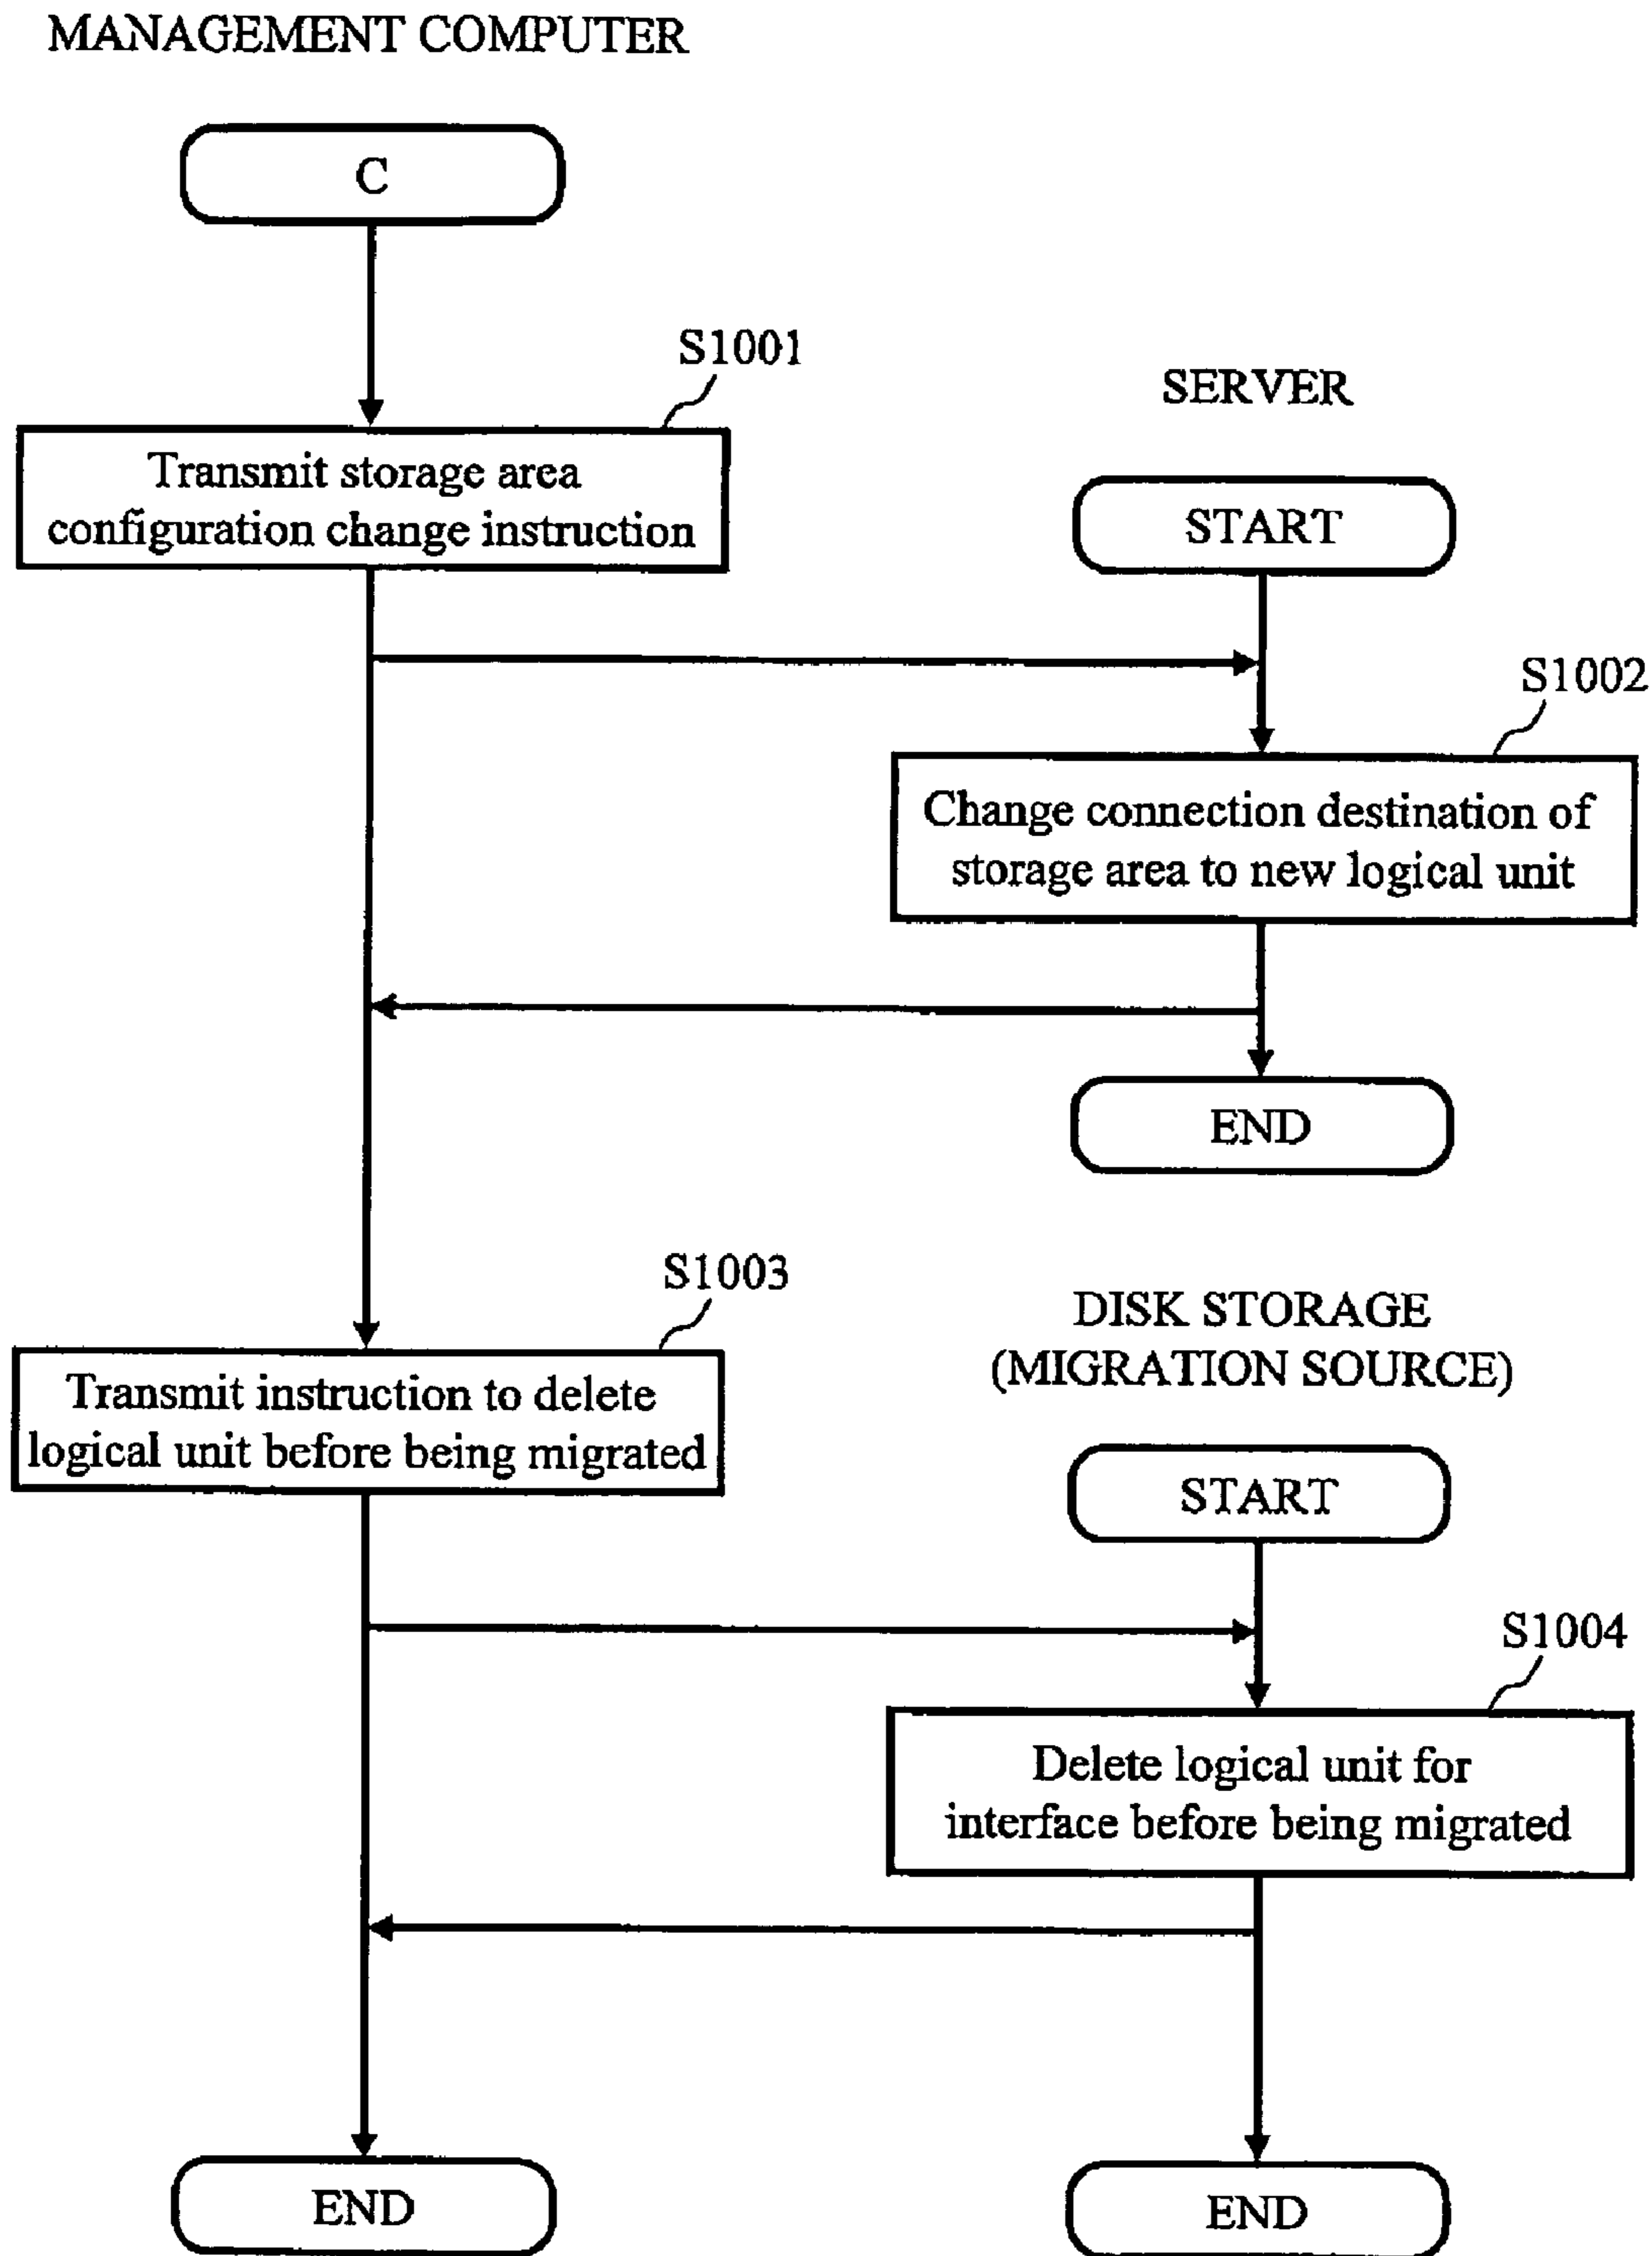 MANAGEMENT COMPUTER
C
S1001
Transmit storage area
configuration change instruction
SERVER
START
S1002
Change connection destination of
storage area to new logical unit
END
S1003
Transmit instruction to delete
logical unit before being migrated
DISK STORAGE
(MIGRATION SOURCE)
START
S1004
Delete logical unit for
interface before being migrated
END
END